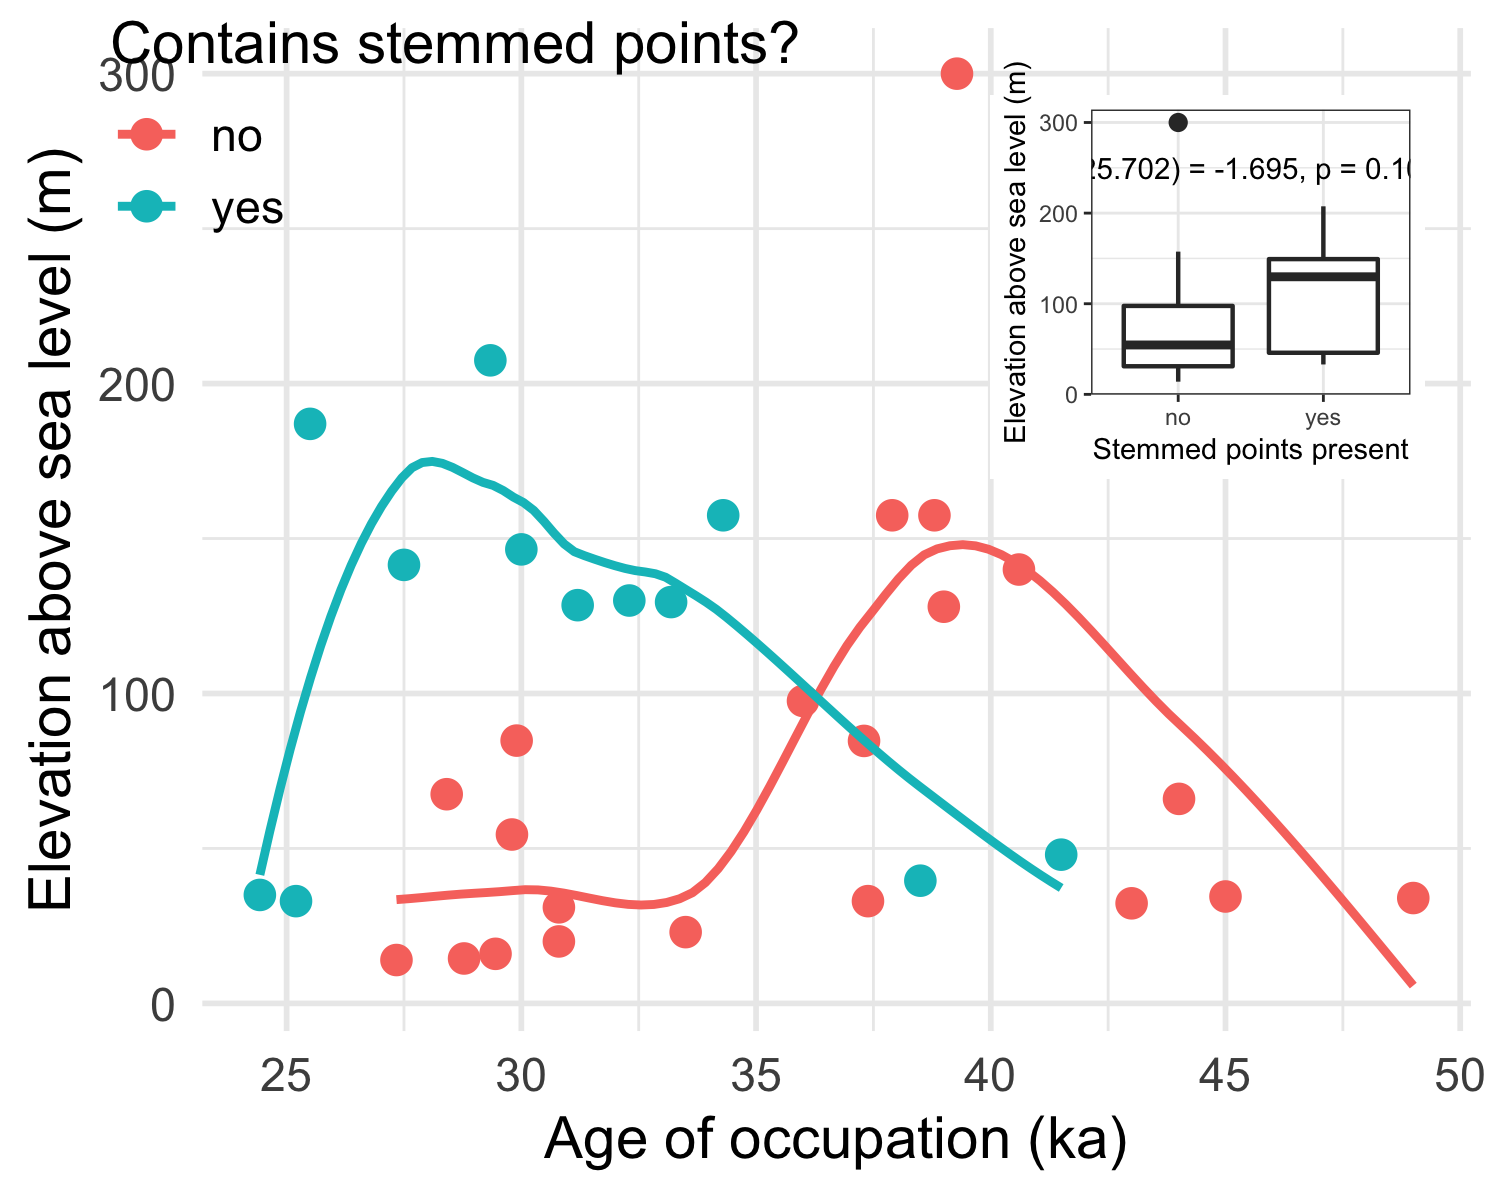 Contains stemmed points?
no
yes
Elevation above sea level (m)
300
200
100
0
25 30 35 40 45 50
Age of occupation (ka)
Elevation above sea level (m)
300
200
100
0
25.702) = -1.695, p = 0.10
no yes
Stemmed points present